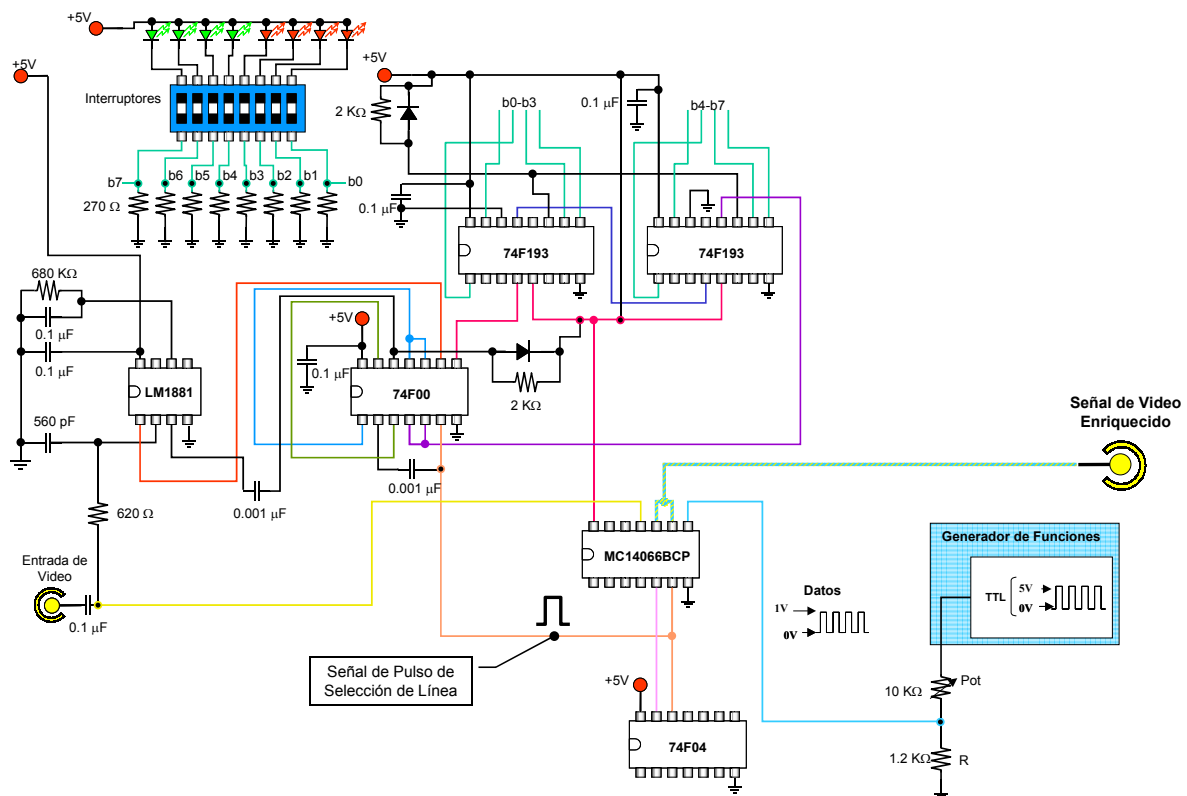 +5V
+5V
Interruptores
b7
b6
b5
b4
b3
b2
b1
b0
270 Ω
+5V
2 KΩ
0.1 μF
b0-b3
b4-b7
0.1 μF
74F193
74F193
680 KΩ
0.1 μF
0.1 μF
LM1881
560 pF
+5V
0.1 μF
74F00
2 KΩ
0.001 μF
0.001 μF
620 Ω
Entrada de
Video
0.1 μF
Señal de Video
Enriquecido
MC14066BCP
Generador de Funciones
TTL
5V
0V
Datos
1V
0V
Señal de Pulso de
Selección de Línea
+5V
74F04
10 KΩ
Pot
1.2 KΩ
R